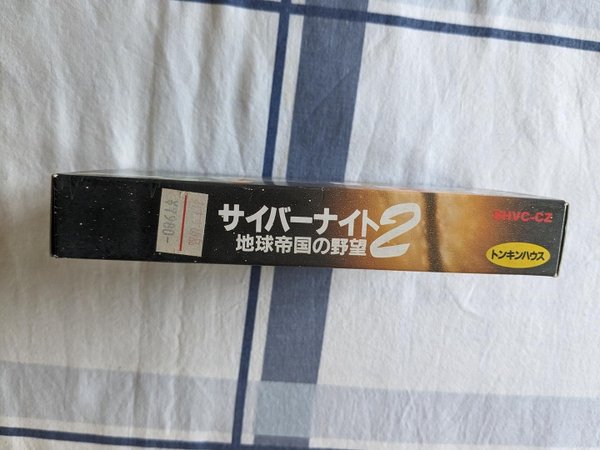 サイバーナイト2
地球帝国の野望
SHVC-CZ
トンキンハウス
¥7980-